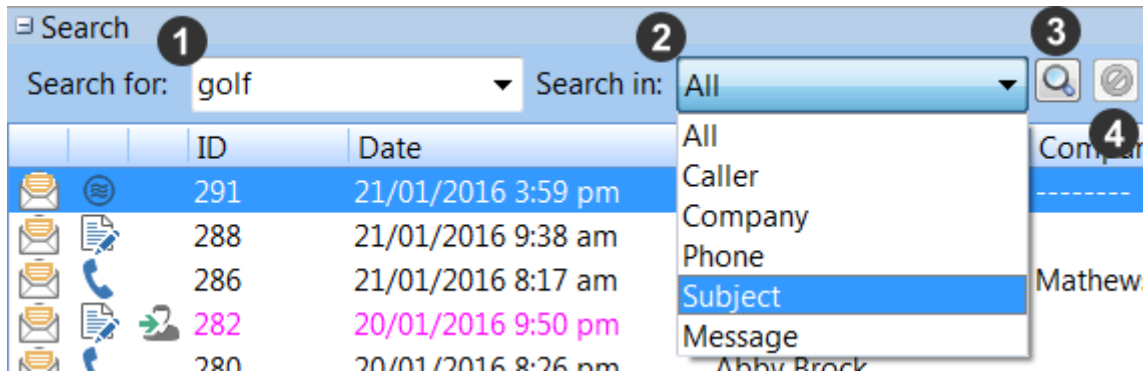 Search
1 2 3
Search for: golf Search in: All
4
ID Date
All
Caller
Company
Phone
Subject
Message
291 21/01/2016 3:59 pm --------
288 21/01/2016 9:38 am
286 21/01/2016 8:17 am
282 20/01/2016 9:50 pm
280 20/01/2016 8:26 pm Abby Brock